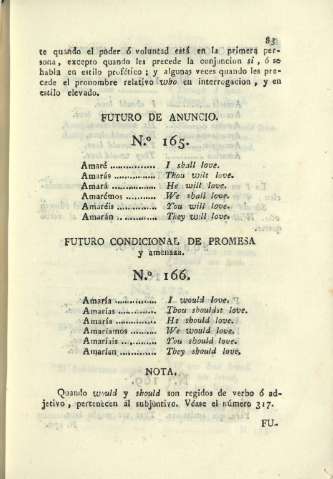 83
te quando el poder ó voluntad está en la primera per-
sona, excepto quando les precede la conjuncion si, ó se
habla en estilo profético; y algunas veces quando les pre-
cede el pronombre relativo who en interrogacion, y en
estilo elevado.
FUTURO DE ANUNCIO.
N.º 165.
Amaré ............... I shall love.
Amarás ............... Thou wilt love.
Amará ............... He will love.
Amarémos ........... We shall love.
Amaréis ............... You will love.
Amarán .. ............ They will love.
FUTURO CONDICIONAL DE PROMESA
y amenaza.
N.º 166.
Amaría ............... I would love.
Amarías ............... Thou shouldst love.
Amaría ............... He should love.
Amaríamos ........... We would love.
Amaríais .............. You should love.
Amarían ............... They should love.
NOTA.
Quando would y should son regidos de verbo ó ad-
jetivo, pertenecen al subjuntivo. Véase el número 317.
FU-